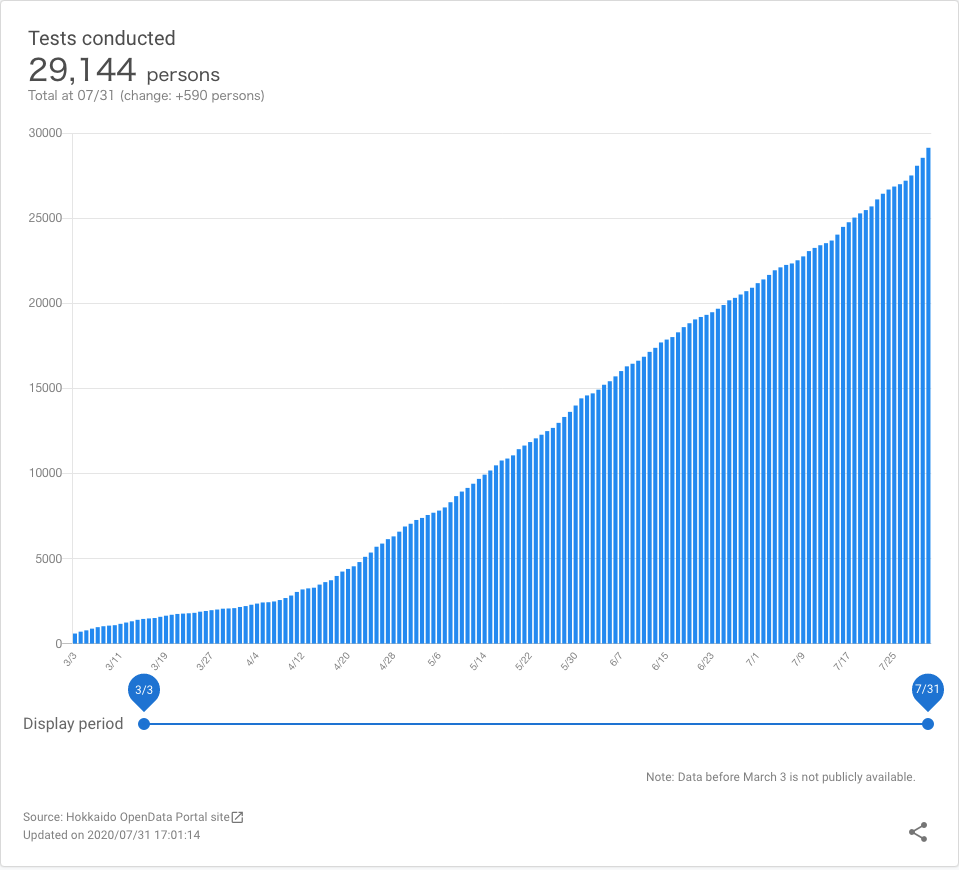 Tests conducted
29,144 persons
Total at 07/31 (change: +590 persons)
30000
25000
20000
15000
10000
5000
0
3/3 3/11 3/19 3/27 4/4 4/12 4/20 4/28 5/6 5/14 5/22 5/30 6/7 6/15 6/23 7/1 7/9 7/17 7/25
3/3 7/31
Display period
Note: Data before March 3 is not publicly available.
Source: Hokkaido OpenData Portal site
Updated on 2020/07/31 17:01:14